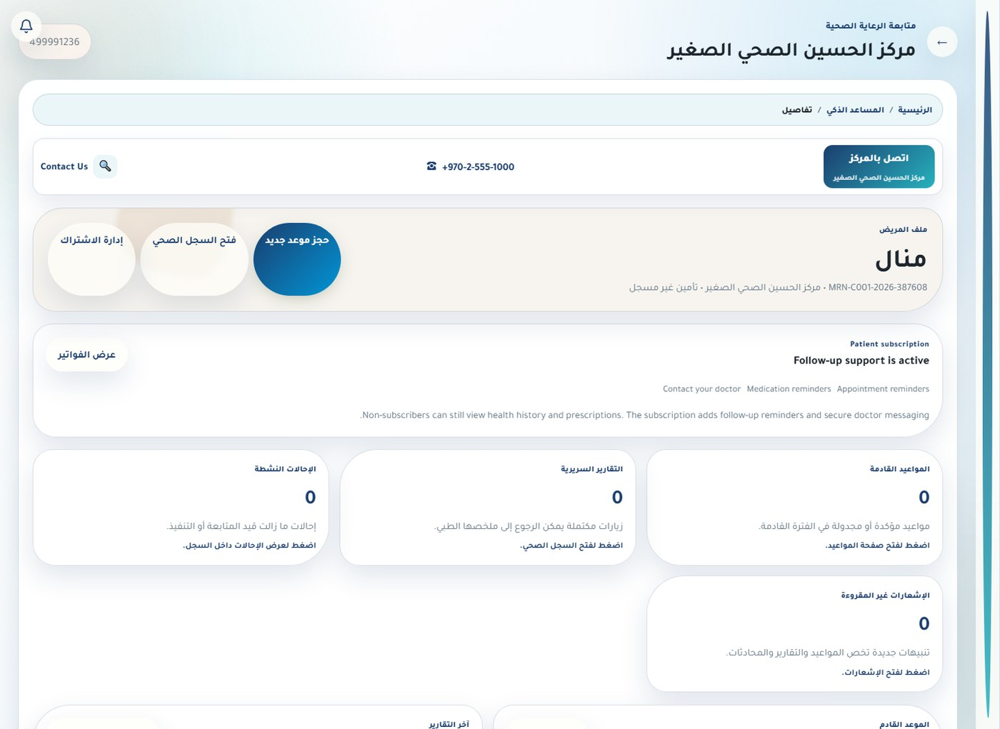 متابعة الرعاية الصحية
مركز الحسين الصحي الصغير
←
499991236
الرئيسية / المساعد الذكي / تفاصيل
اتصل بالمركز
مركز الحسين الصحي الصغير
+970-2-555-1000
Contact Us
ملف المريض
منال
MRN-C001-2026-387608 • مركز الحسين الصحي الصغير • تأمين غير مسجل
حجز موعد جديد
فتح السجل الصحي
إدارة الاشتراك
Patient subscription
Follow-up support is active
Appointment reminders
Medication reminders
Contact your doctor
Non-subscribers can still view health history and prescriptions. The subscription adds follow-up reminders and secure doctor messaging.
عرض الفواتير
المواعيد القادمة
0
مواعيد مؤكدة أو مجدولة في الفترة القادمة.
اضغط لفتح صفحة المواعيد.
التقارير السريرية
0
زيارات مكتملة يمكن الرجوع إلى ملخصها الطبي.
اضغط لفتح السجل الصحي.
الإحالات النشطة
0
إحالات ما زالت قيد المتابعة أو التنفيذ.
اضغط لعرض الإحالات داخل السجل.
الإشعارات غير المقروءة
0
تنبيهات جديدة تخص المواعيد والتقارير والمحادثات.
اضغط لفتح الإشعارات.
الموعد القادم
آخر التقارير